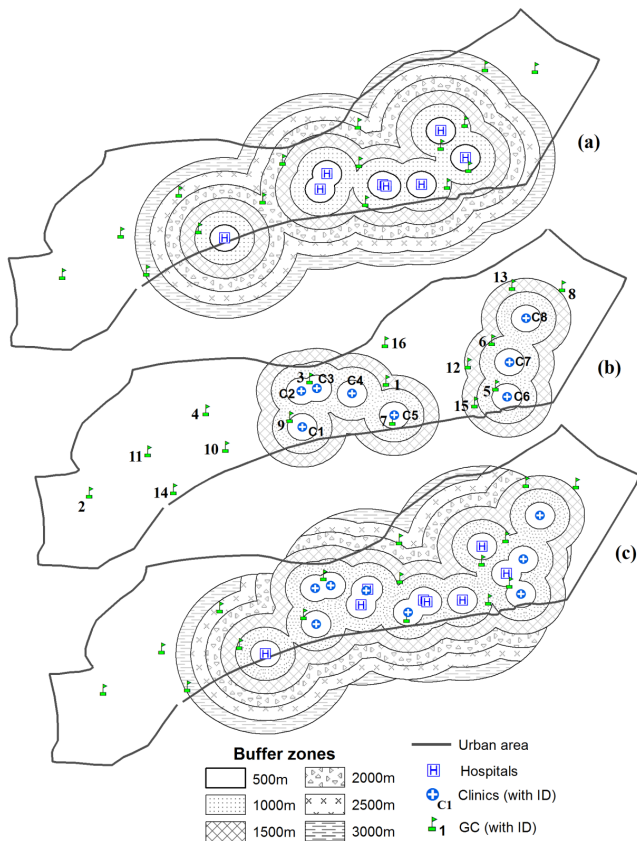 H
H
(a)
H
H
H
H
H
13
8
C8
16
6
(b)
C3
3
C4
12
C7
C2
1
5
4
C6
9
C5
15
7
C1
11
10
2
14
H
(c)
H
H
H
H
H
H
Buffer zones
500m
2000m
1000m
2500m
1500m
3000m
Urban area
H Hospitals
C1 Clinics (with ID)
1 GC (with ID)